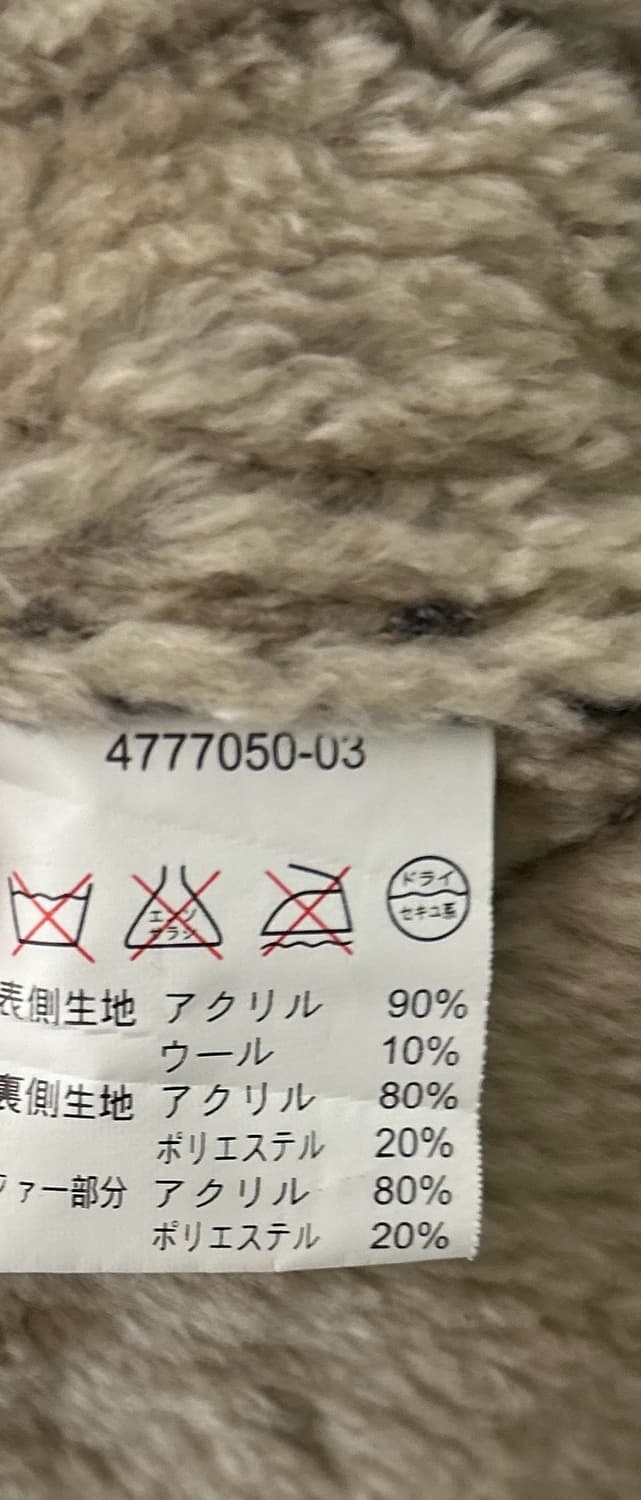 4777050-03
エンソ
サラシ
ドライ
セキユ系
表側生地 アクリル 90%
ウール 10%
裏側生地 アクリル 80%
ポリエステル 20%
ファー部分 アクリル 80%
ポリエステル 20%